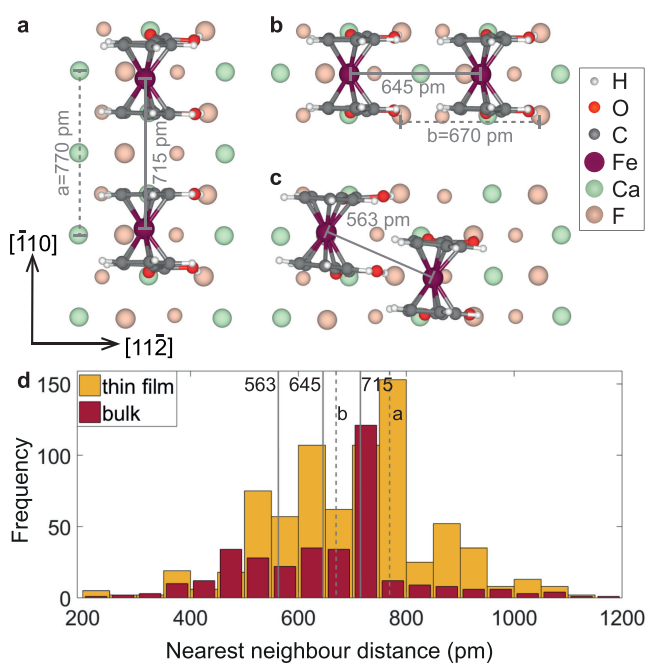 a
a=770 pm
715 pm
[1̅10]
[112̅]
b
645 pm
b=670 pm
c
563 pm
H
O
C
Fe
Ca
F
d
thin film
bulk
563
645
715
b
a
Frequency
150
100
50
0
200
400
600
800
1000
1200
Nearest neighbour distance (pm)